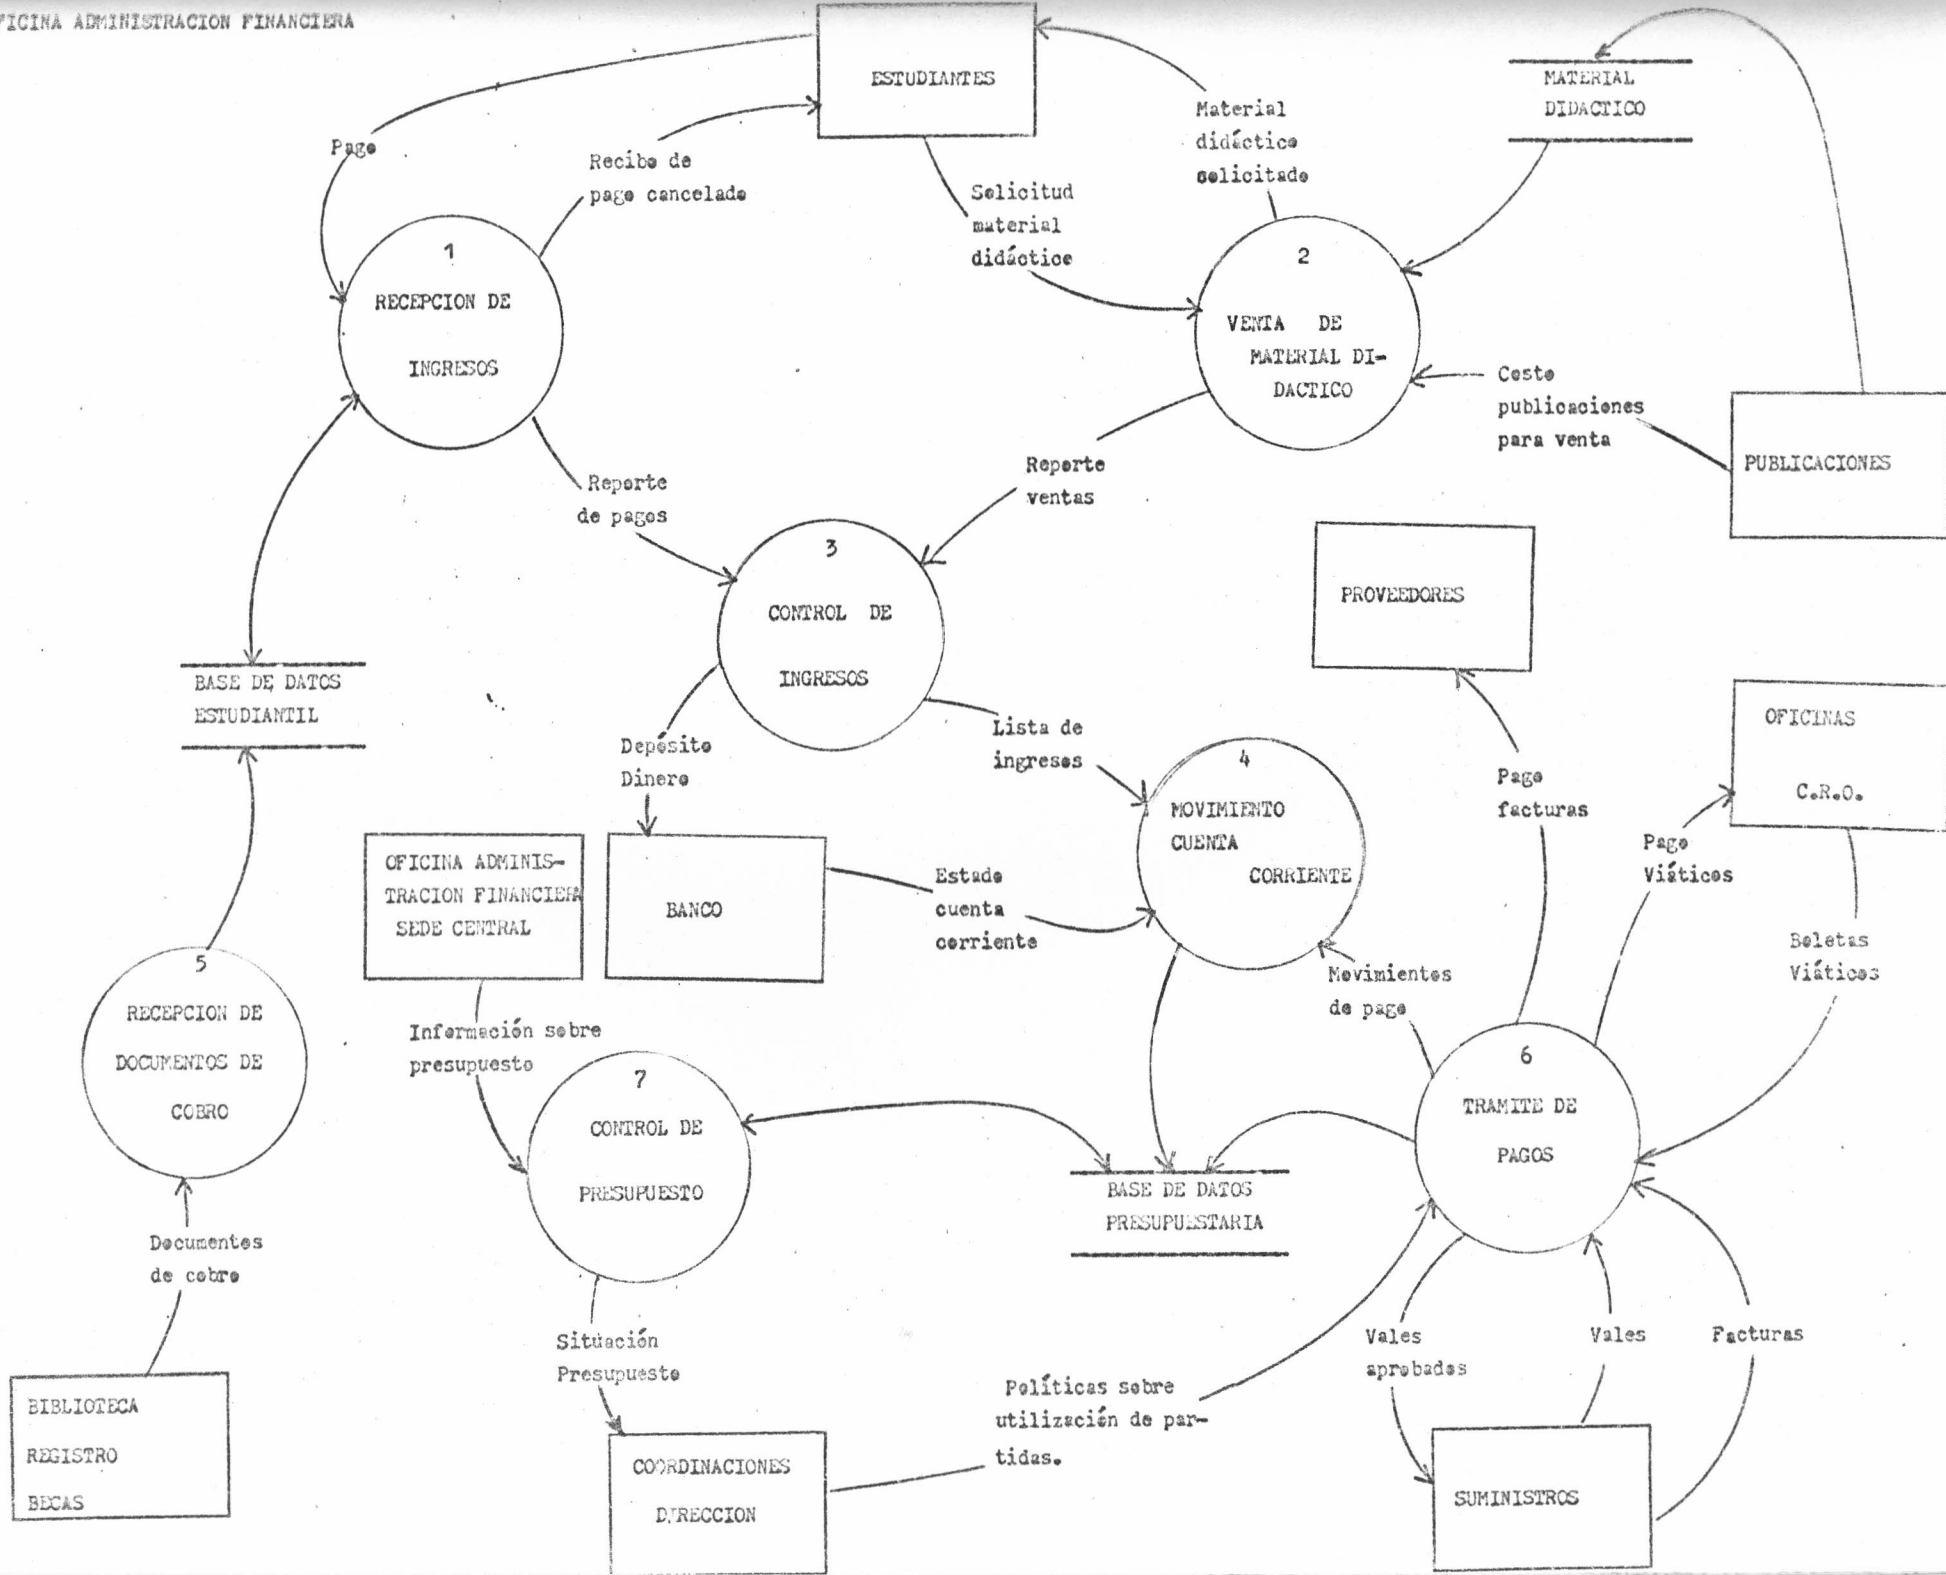 FICINA ADMINISTRACION FINANCIERA
ESTUDIANTES
MATERIAL
DIDACTICO
Pago
Recibo de
pago cancelado
Solicitud
material
didáctico
Material
didáctico
solicitado
1
RECEPCION DE
INGRESOS
2
VENTA DE
MATERIAL DI-
DACTICO
Costo
publicaciones
para venta
PUBLICACIONES
Reporte
de pagos
Reporte
ventas
3
CONTROL DE
INGRESOS
PROVEEDORES
BASE DE DATOS
ESTUDIANTIL
Depósito
Dinero
Lista de
ingresos
4
MOVIMIENTO
CUENTA
CORRIENTE
Pago
facturas
OFICINAS
C.R.O.
Pago
Viáticos
OFICINA ADMINIS-
TRACION FINANCIERA
SEDE CENTRAL
BANCO
Estado
cuenta
corriente
Boletas
Viáticos
Movimientos
de pago
5
RECEPCION DE
DOCUMENTOS DE
COBRO
Información sobre
presupuesto
7
CONTROL DE
PRESUPUESTO
6
TRAMITE DE
PAGOS
BASE DE DATOS
PRESUPUESTARIA
Documentos
de cobro
Situación
Presupuesto
Vales
aprobados
Vales
Facturas
Políticas sobre
utilización de par-
tidas.
BIBLIOTECA
REGISTRO
BECAS
COORDINACIONES
DIRECCION
SUMINISTROS